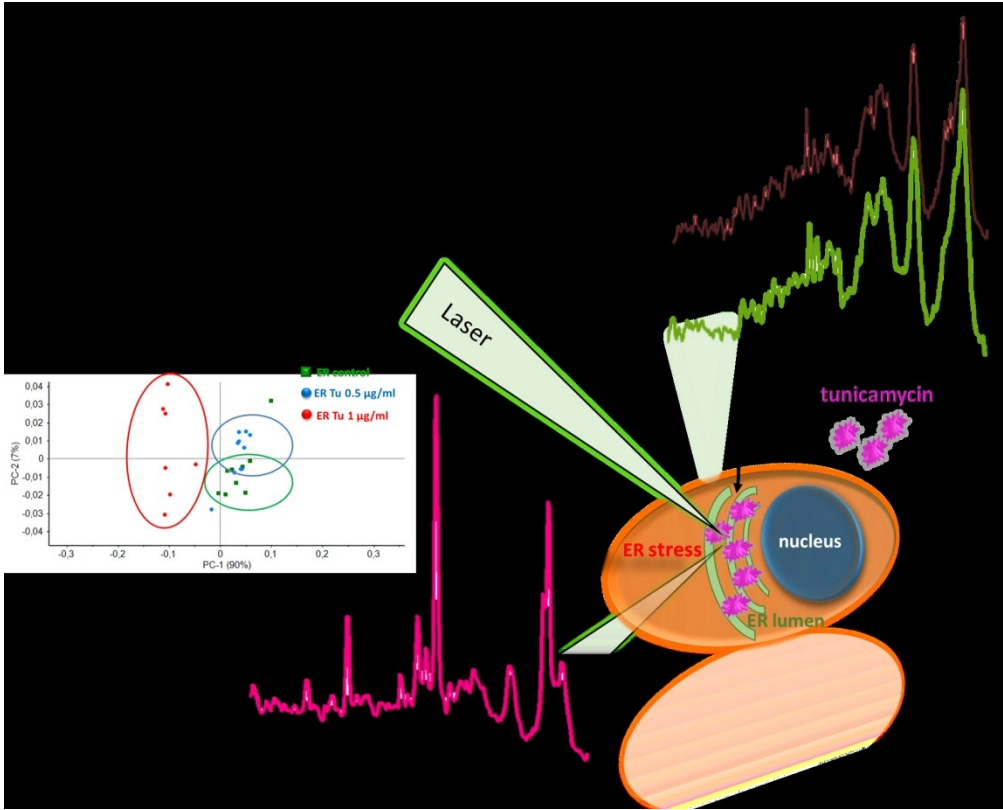 Laser
ER control
ER Tu 0.5 µg/ml
ER Tu 1 µg/ml
0,04
0,03
0,02
0,01
0
-0,01
-0,02
-0,03
-0,04
PC-2 (7%)
-0,3
-0,2
-0,1
0
0,1
0,2
0,3
PC-1 (90%)
tunicamycin
ER stress
nucleus
ER lumen